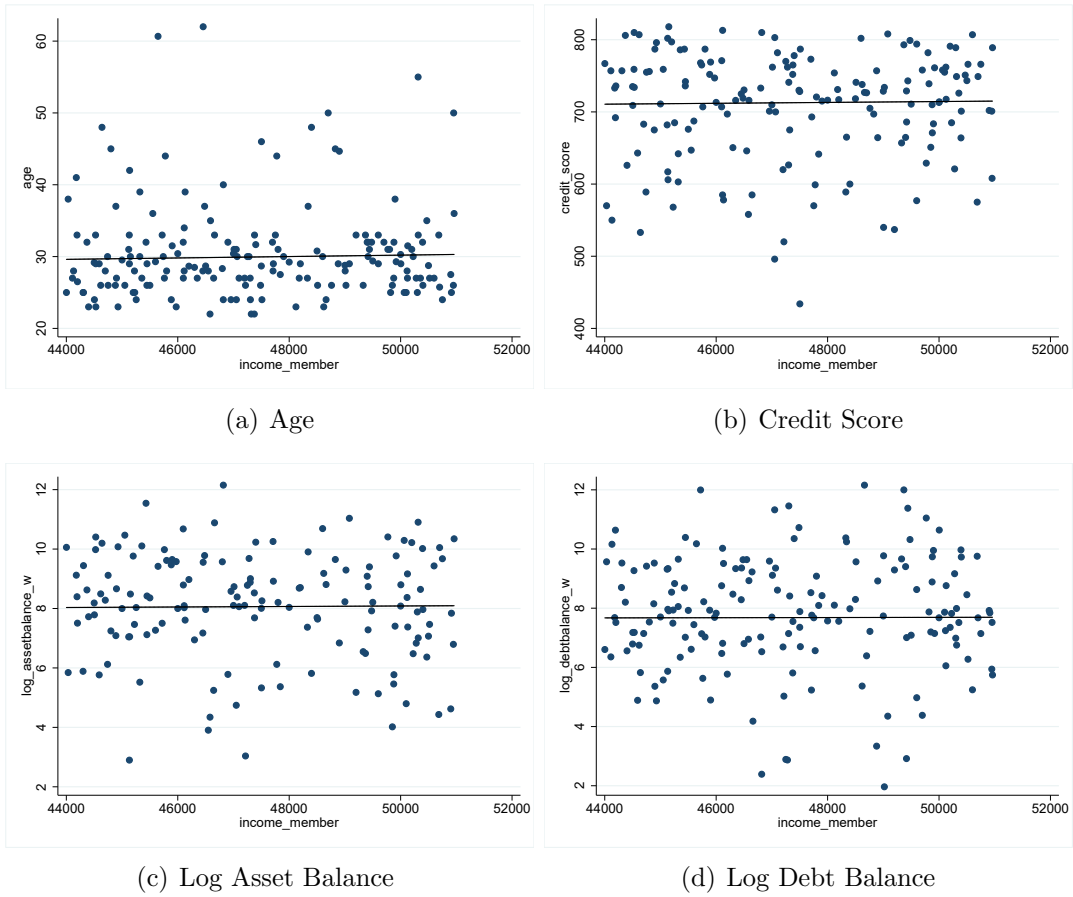 age
60
50
40
30
20
44000 46000 48000 50000 52000
income_member
(a) Age
credit_score
800
700
600
500
400
44000 46000 48000 50000 52000
income_member
(b) Credit Score
log_assetbalance_w
12
10
8
6
4
2
44000 46000 48000 50000 52000
income_member
(c) Log Asset Balance
log_debtbalance_w
12
10
8
6
4
2
44000 46000 48000 50000 52000
income_member
(d) Log Debt Balance